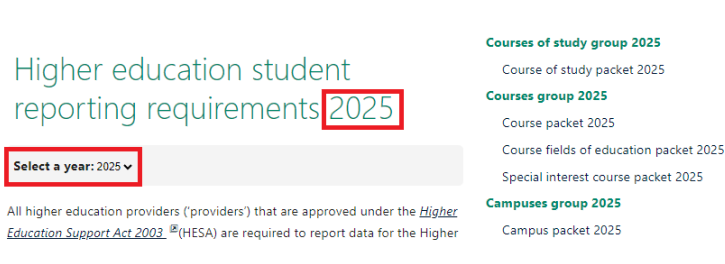 Higher education student
reporting requirements 2025
Select a year: 2025
All higher education providers (‘providers’) that are approved under the Higher
Education Support Act 2003 (HESA) are required to report data for the Higher
Courses of study group 2025
Course of study packet 2025
Courses group 2025
Course packet 2025
Course fields of education packet 2025
Special interest course packet 2025
Campuses group 2025
Campus packet 2025